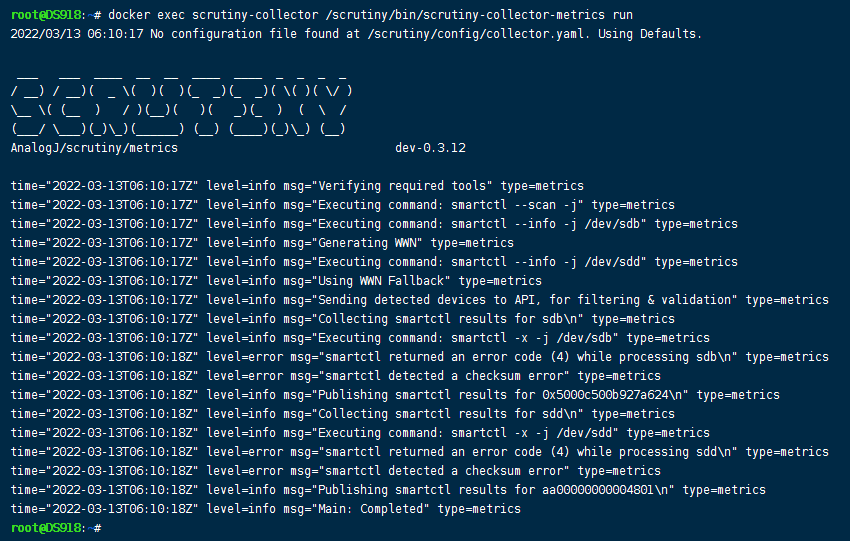 root@DS918:~# docker exec scrutiny-collector /scrutiny/bin/scrutiny-collector-metrics run
2022/03/13 06:10:17 No configuration file found at /scrutiny/config/collector.yaml. Using Defaults.
 ___   ___  ____  __  __  ____  ____  _  _  _  _
/ __) / __)(  _ \(  )(  )(_  _)(_  _)( \( )( \/ )
\__ \( (__  )   / )(__)(   )(   _)(_  )  (  \  /
(___/ \___)(_)\_)(______) (__) (____)(_)\_) (__)
AnalogJ/scrutiny/metrics                                dev-0.3.12
time="2022-03-13T06:10:17Z" level=info msg="Verifying required tools" type=metrics
time="2022-03-13T06:10:17Z" level=info msg="Executing command: smartctl --scan -j" type=metrics
time="2022-03-13T06:10:17Z" level=info msg="Executing command: smartctl --info -j /dev/sdb" type=metrics
time="2022-03-13T06:10:17Z" level=info msg="Generating WWN" type=metrics
time="2022-03-13T06:10:17Z" level=info msg="Executing command: smartctl --info -j /dev/sdd" type=metrics
time="2022-03-13T06:10:17Z" level=info msg="Using WWN Fallback" type=metrics
time="2022-03-13T06:10:17Z" level=info msg="Sending detected devices to API, for filtering & validation" type=metrics
time="2022-03-13T06:10:17Z" level=info msg="Collecting smartctl results for sdb\n" type=metrics
time="2022-03-13T06:10:17Z" level=info msg="Executing command: smartctl -x -j /dev/sdb" type=metrics
time="2022-03-13T06:10:18Z" level=error msg="smartctl returned an error code (4) while processing sdb\n" type=metrics
time="2022-03-13T06:10:18Z" level=error msg="smartctl detected a checksum error" type=metrics
time="2022-03-13T06:10:18Z" level=info msg="Publishing smartctl results for 0x5000c500b927a624\n" type=metrics
time="2022-03-13T06:10:18Z" level=info msg="Collecting smartctl results for sdd\n" type=metrics
time="2022-03-13T06:10:18Z" level=info msg="Executing command: smartctl -x -j /dev/sdd" type=metrics
time="2022-03-13T06:10:18Z" level=error msg="smartctl returned an error code (4) while processing sdd\n" type=metrics
time="2022-03-13T06:10:18Z" level=error msg="smartctl detected a checksum error" type=metrics
time="2022-03-13T06:10:18Z" level=info msg="Publishing smartctl results for aa00000000004801\n" type=metrics
time="2022-03-13T06:10:18Z" level=info msg="Main: Completed" type=metrics
root@DS918:~#